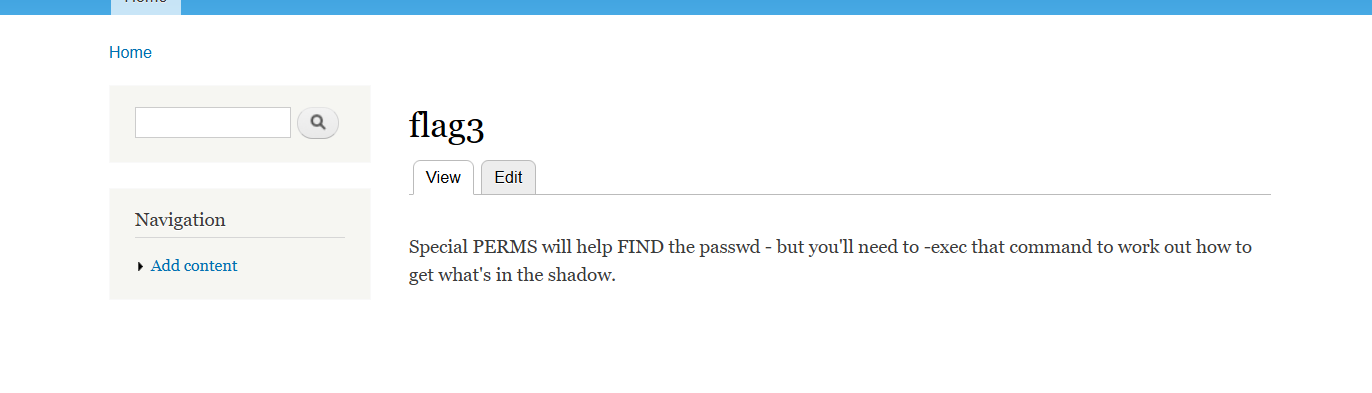 Home
Home
flag3
View
Edit
Navigation
Add content
Special PERMS will help FIND the passwd - but you'll need to -exec that command to work out how to
get what's in the shadow.